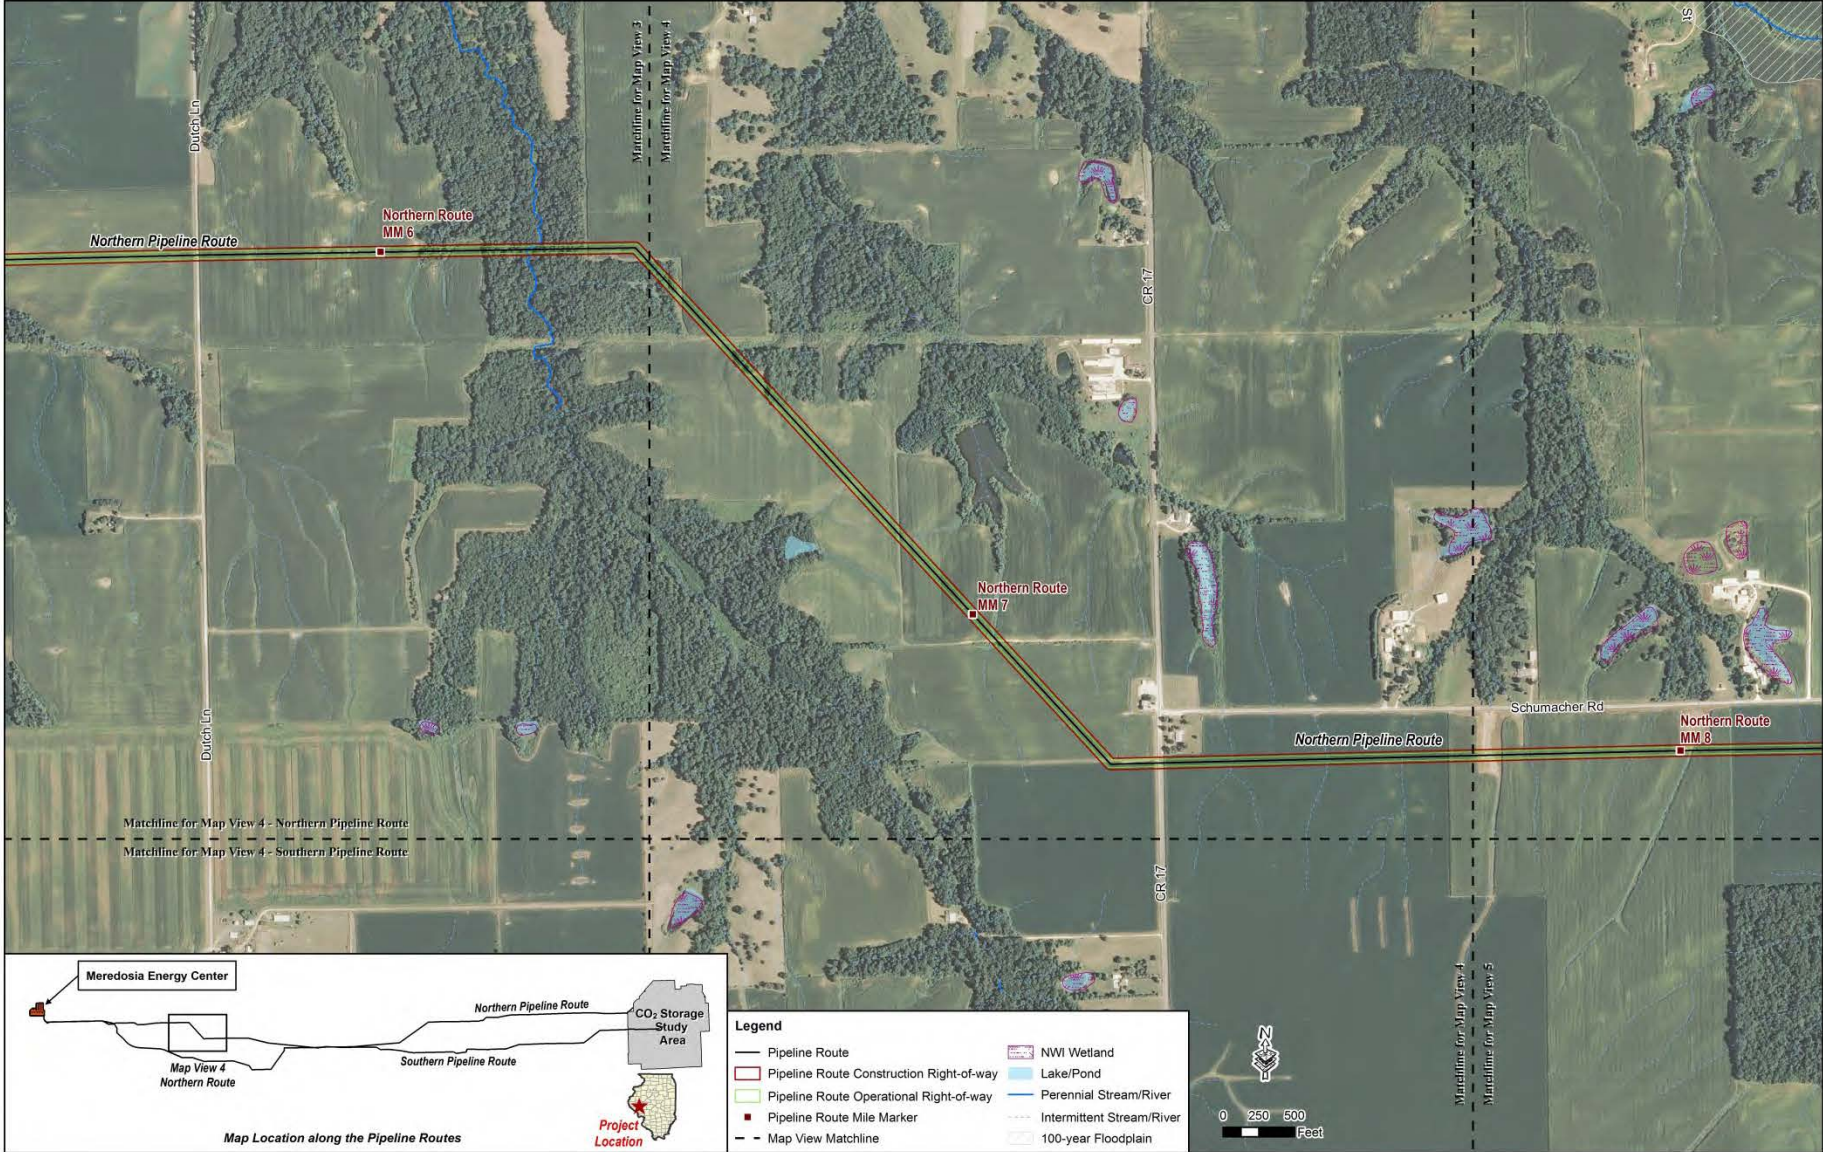 St
Matchline for Map View 3
Matchline for Map View 4
Dutch Ln
Northern Route
MM 6
Northern Pipeline Route
CR 17
Northern Route
MM 7
Schumacher Rd
Northern Route
MM 8
Northern Pipeline Route
Dutch Ln
Matchline for Map View 4 - Northern Pipeline Route
Matchline for Map View 4 - Southern Pipeline Route
CR 17
Matchline for Map View 4
Matchline for Map View 5
Meredosia Energy Center
Northern Pipeline Route
CO₂ Storage
Study
Area
Southern Pipeline Route
Map View 4
Northern Route
Project
Location
Map Location along the Pipeline Routes
Legend
Pipeline Route
Pipeline Route Construction Right-of-way
Pipeline Route Operational Right-of-way
Pipeline Route Mile Marker
Map View Matchline
NWI Wetland
Lake/Pond
Perennial Stream/River
Intermittent Stream/River
100-year Floodplain
N
0 250 500
Feet